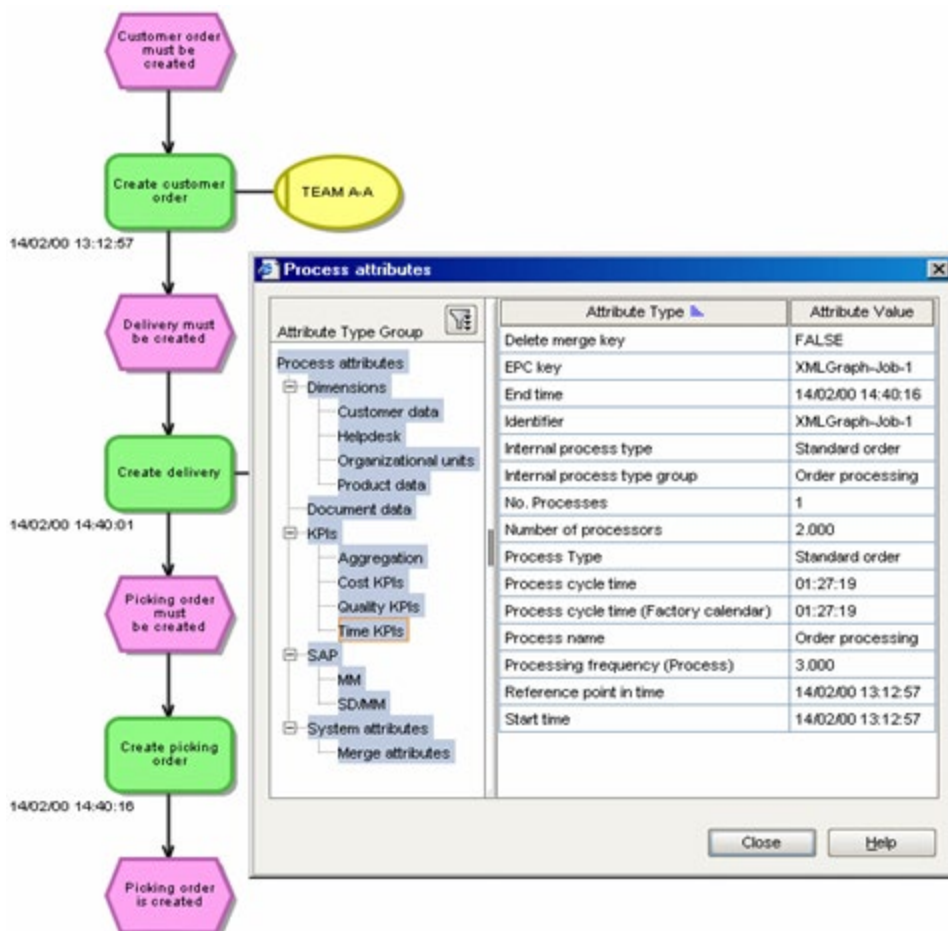 Customer order
must be
created
Create customer
order
TEAM A-A
14/02/00 13:12:57
Delivery must
be created
Create delivery
14/02/00 14:40:01
Picking order
must
be created
Create picking
order
14/02/00 14:40:16
Picking order
is created
Process attributes
Attribute Type Group
Process attributes
Dimensions
Customer data
Helpdesk
Organizational units
Product data
Document data
KPIs
Aggregation
Cost KPIs
Quality KPIs
Time KPIs
SAP
MM
SD/MM
System attributes
Merge attributes
Attribute Type Attribute Value
Delete merge key FALSE
EPC key XMLGraph-Job-1
End time 14/02/00 14:40:16
Identifier XMLGraph-Job-1
Internal process type Standard order
Internal process type group Order processing
No. Processes 1
Number of processors 2.000
Process Type Standard order
Process cycle time 01:27:19
Process cycle time (Factory calendar) 01:27:19
Process name Order processing
Processing frequency (Process) 3.000
Reference point in time 14/02/00 13:12:57
Start time 14/02/00 13:12:57
Close Help